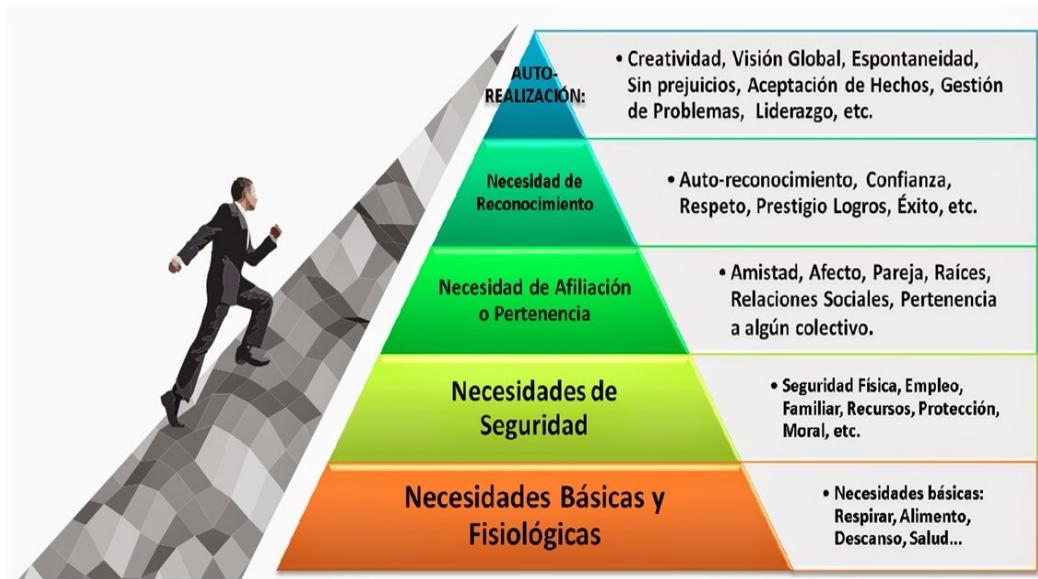 AUTO-
REALIZACIÓN:
• Creatividad, Visión Global, Espontaneidad,
Sin prejuicios, Aceptación de Hechos, Gestión
de Problemas, Liderazgo, etc.
Necesidad de
Reconocimiento
• Auto-reconocimiento, Confianza,
Respeto, Prestigio Logros, Éxito, etc.
Necesidad de Afiliación
o Pertenencia
• Amistad, Afecto, Pareja, Raíces,
Relaciones Sociales, Pertenencia
a algún colectivo.
Necesidades de
Seguridad
• Seguridad Física, Empleo,
Familiar, Recursos, Protección,
Moral, etc.
Necesidades Básicas y
Fisiológicas
• Necesidades básicas:
Respirar, Alimento,
Descanso, Salud...